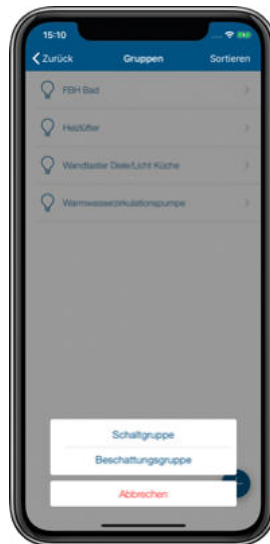 15:10
Zurück Gruppen Sortieren
FBH Bad
Heizlüfter
Wandtaster Diele/Licht Küche
Warmwasserzirkulationspumpe
Schaltgruppe
Beschattungsgruppe
Abbrechen